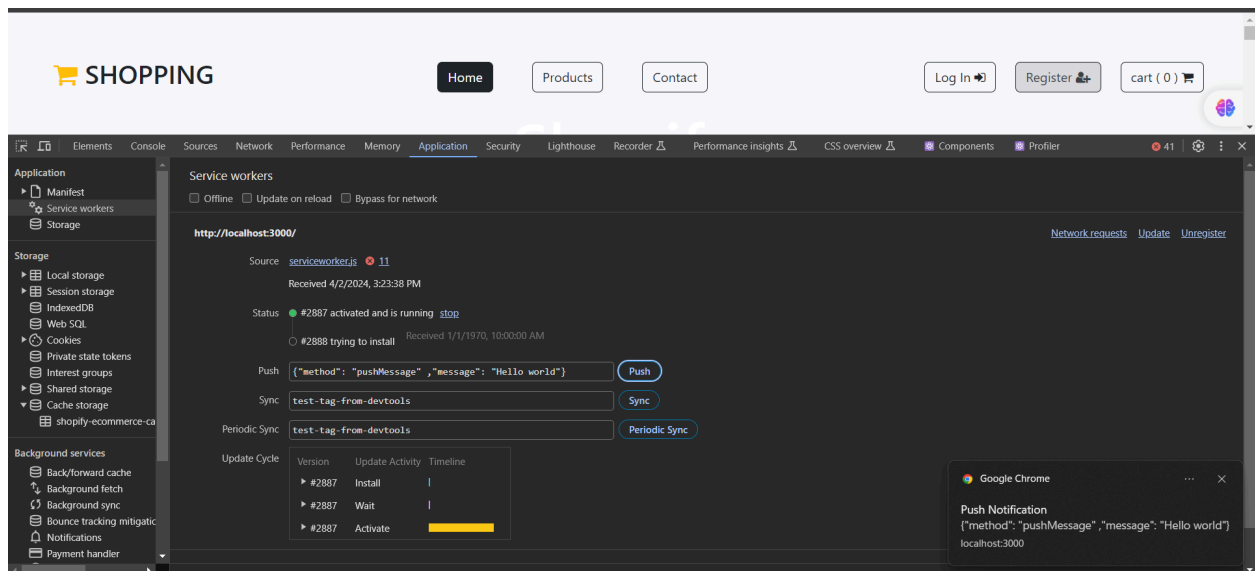 SHOPPING
Home
Products
Contact
Log In
Register
cart ( 0 )
Elements Console Sources Network Performance Memory Application Security Lighthouse Recorder Performance insights CSS overview Components Profiler 41
Application
Manifest
Service workers
Storage
Storage
Local storage
Session storage
IndexedDB
Web SQL
Cookies
Private state tokens
Interest groups
Shared storage
Cache storage
shopify-ecommerce-ca
Background services
Back/forward cache
Background fetch
Background sync
Bounce tracking mitigatic
Notifications
Payment handler
Service workers
Offline Update on reload Bypass for network
http://localhost:3000/
Network requests Update Unregister
Source serviceworker.js 11
Received 4/2/2024, 3:23:38 PM
Status #2887 activated and is running stop
#2888 trying to install Received 1/1/1970, 10:00:00 AM
Push {"method": "pushMessage" ,"message": "Hello world"} Push
Sync test-tag-from-devtools Sync
Periodic Sync test-tag-from-devtools Periodic Sync
Update Cycle Version Update Activity Timeline
#2887 Install
#2887 Wait
#2887 Activate
Google Chrome
Push Notification
{"method": "pushMessage" ,"message": "Hello world"}
localhost:3000